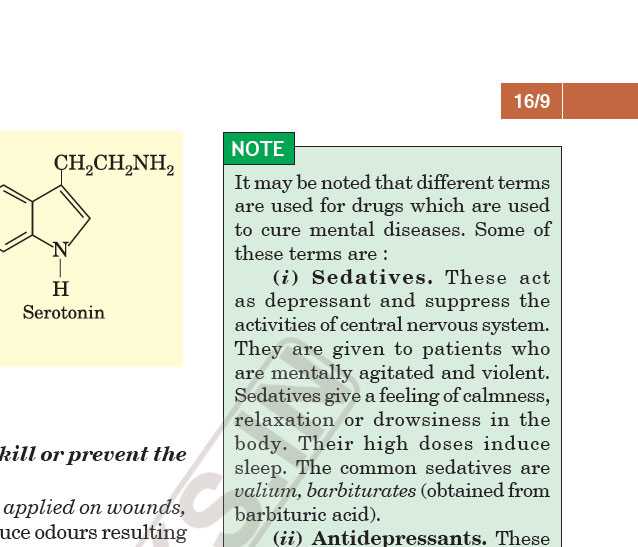 16/9
CH₂CH₂NH₂
N
H
Serotonin
kill or prevent the
applied on wounds,
uce odours resulting
NOTE
It may be noted that different terms
are used for drugs which are used
to cure mental diseases. Some of
these terms are :
(i) Sedatives. These act
as depressant and suppress the
activities of central nervous system.
They are given to patients who
are mentally agitated and violent.
Sedatives give a feeling of calmness,
relaxation or drowsiness in the
body. Their high doses induce
sleep. The common sedatives are
valium, barbiturates (obtained from
barbituric acid).
(ii) Antidepressants. These